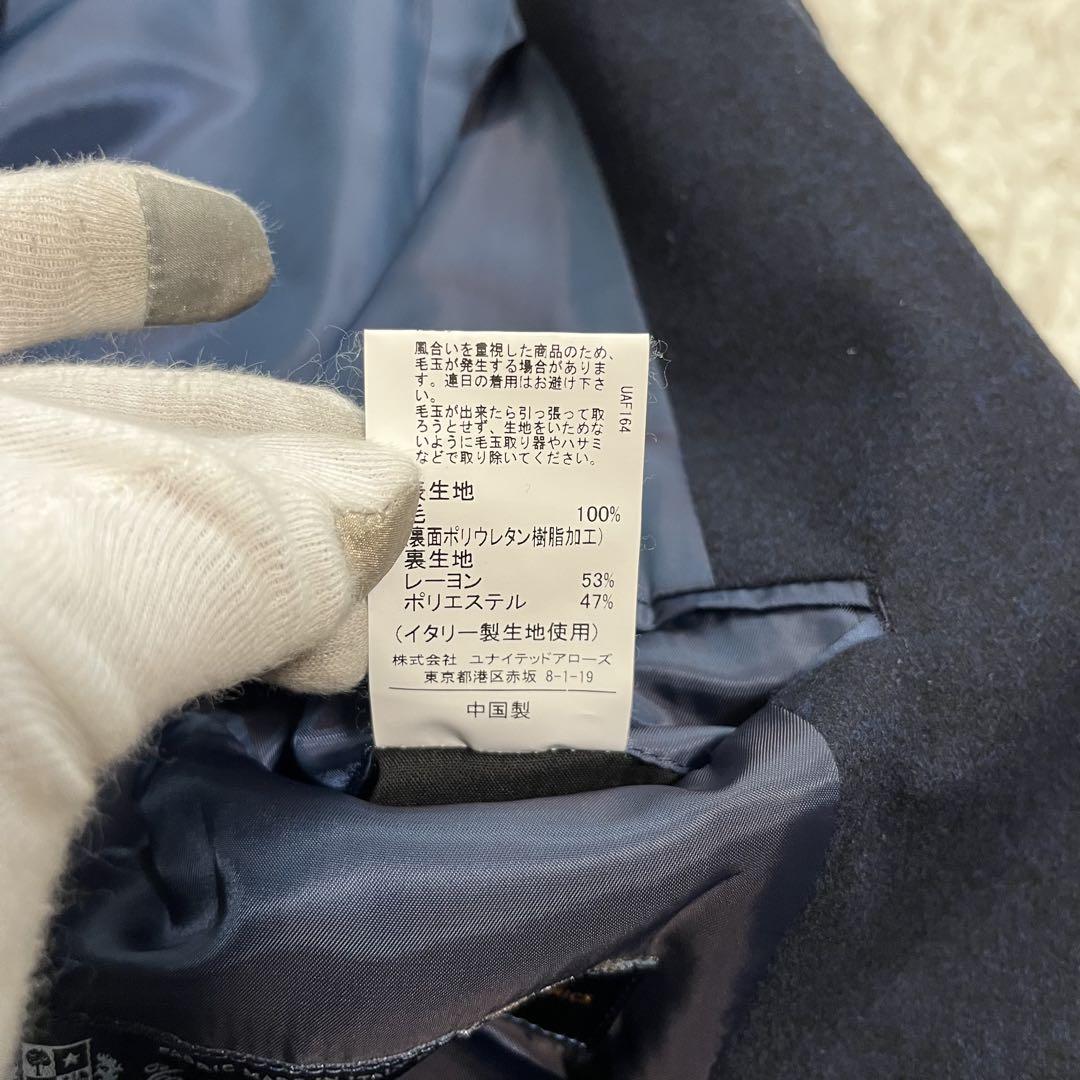 風合いを重視した商品のため、
毛玉が発生する場合がありま
す。連日の着用はお避け下さ
い。
毛玉が出来たら引っ張って取
ろうとせず、生地をいためな
いように毛玉取り器やハサミ
などで取り除いてください。
UAF164
表生地
毛 100%
(裏面ポリウレタン樹脂加工)
裏生地
レーヨン 53%
ポリエステル 47%
(イタリー製生地使用)
株式会社 ユナイテッドアローズ
東京都港区赤坂 8-1-19
中国製